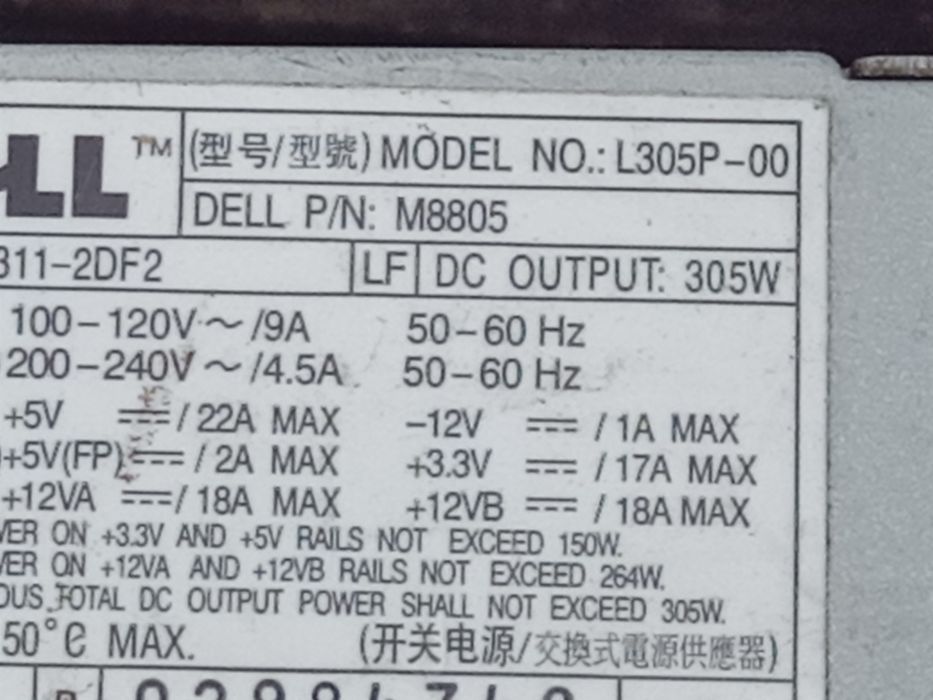 LL™
(型号/型號) MODEL NO.: L305P-00
DELL P/N: M8805
311-2DF2
LF
DC OUTPUT: 305W
100-120V～/9A 50-60 Hz
200-240V～/4.5A 50-60 Hz
+5V ⎓/22A MAX -12V ⎓/1A MAX
+5V(FP) ⎓/2A MAX +3.3V ⎓/17A MAX
+12VA ⎓/18A MAX +12VB ⎓/18A MAX
VER ON +3.3V AND +5V RAILS NOT EXCEED 150W.
VER ON +12VA AND +12VB RAILS NOT EXCEED 264W.
OUS TOTAL DC OUTPUT POWER SHALL NOT EXCEED 305W.
50°C MAX. (开关电源/交換式電源供應器)